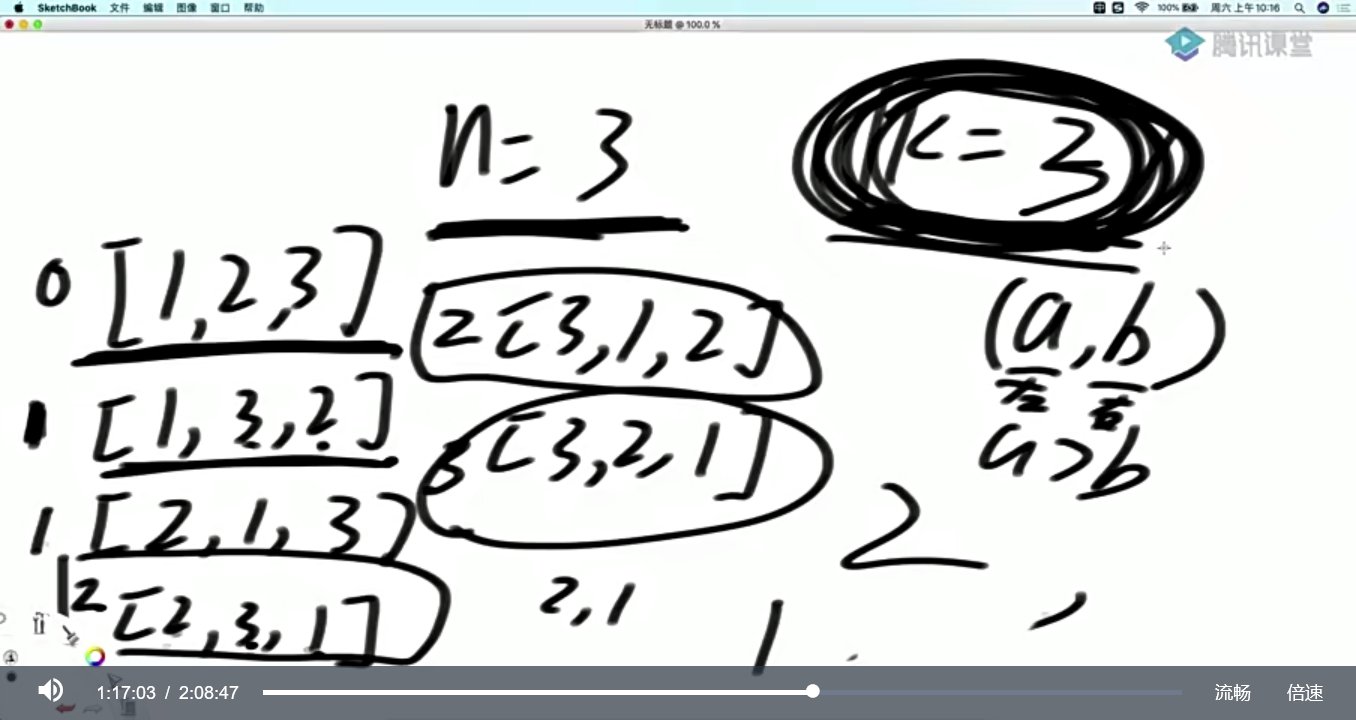 SketchBook 文件 编辑 图像 窗口 帮助 100% 周六 上午10:16
无标题 @ 100.0 %
腾讯课堂
n = 3
k = 3
0 [1,2,3]
2 [3,1,2]
(a,b)
左 右
1 [1,3,2]
3 [3,2,1]
a>b
1 [2,1,3]
2
2 [2,3,1]
2,1
1
1:17:03 / 2:08:47 流畅 倍速